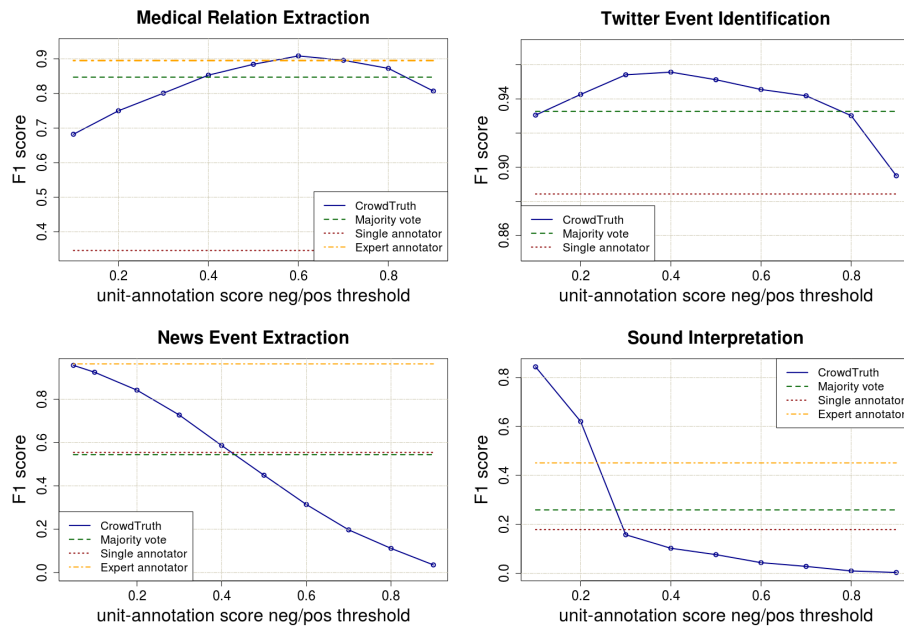 Medical Relation Extraction
F1 score
0.9
0.8
0.7
0.6
0.5
0.4
CrowdTruth
Majority vote
Single annotator
Expert annotator
0.2 0.4 0.6 0.8
unit-annotation score neg/pos threshold
Twitter Event Identification
F1 score
0.94
0.90
0.86
CrowdTruth
Majority vote
Single annotator
0.2 0.4 0.6 0.8
unit-annotation score neg/pos threshold
News Event Extraction
F1 score
0.8
0.6
0.4
0.2
0.0
CrowdTruth
Majority vote
Single annotator
Expert annotator
0.2 0.4 0.6 0.8
unit-annotation score neg/pos threshold
Sound Interpretation
F1 score
0.8
0.6
0.4
0.2
0.0
CrowdTruth
Majority vote
Single annotator
Expert annotator
0.2 0.4 0.6 0.8
unit-annotation score neg/pos threshold